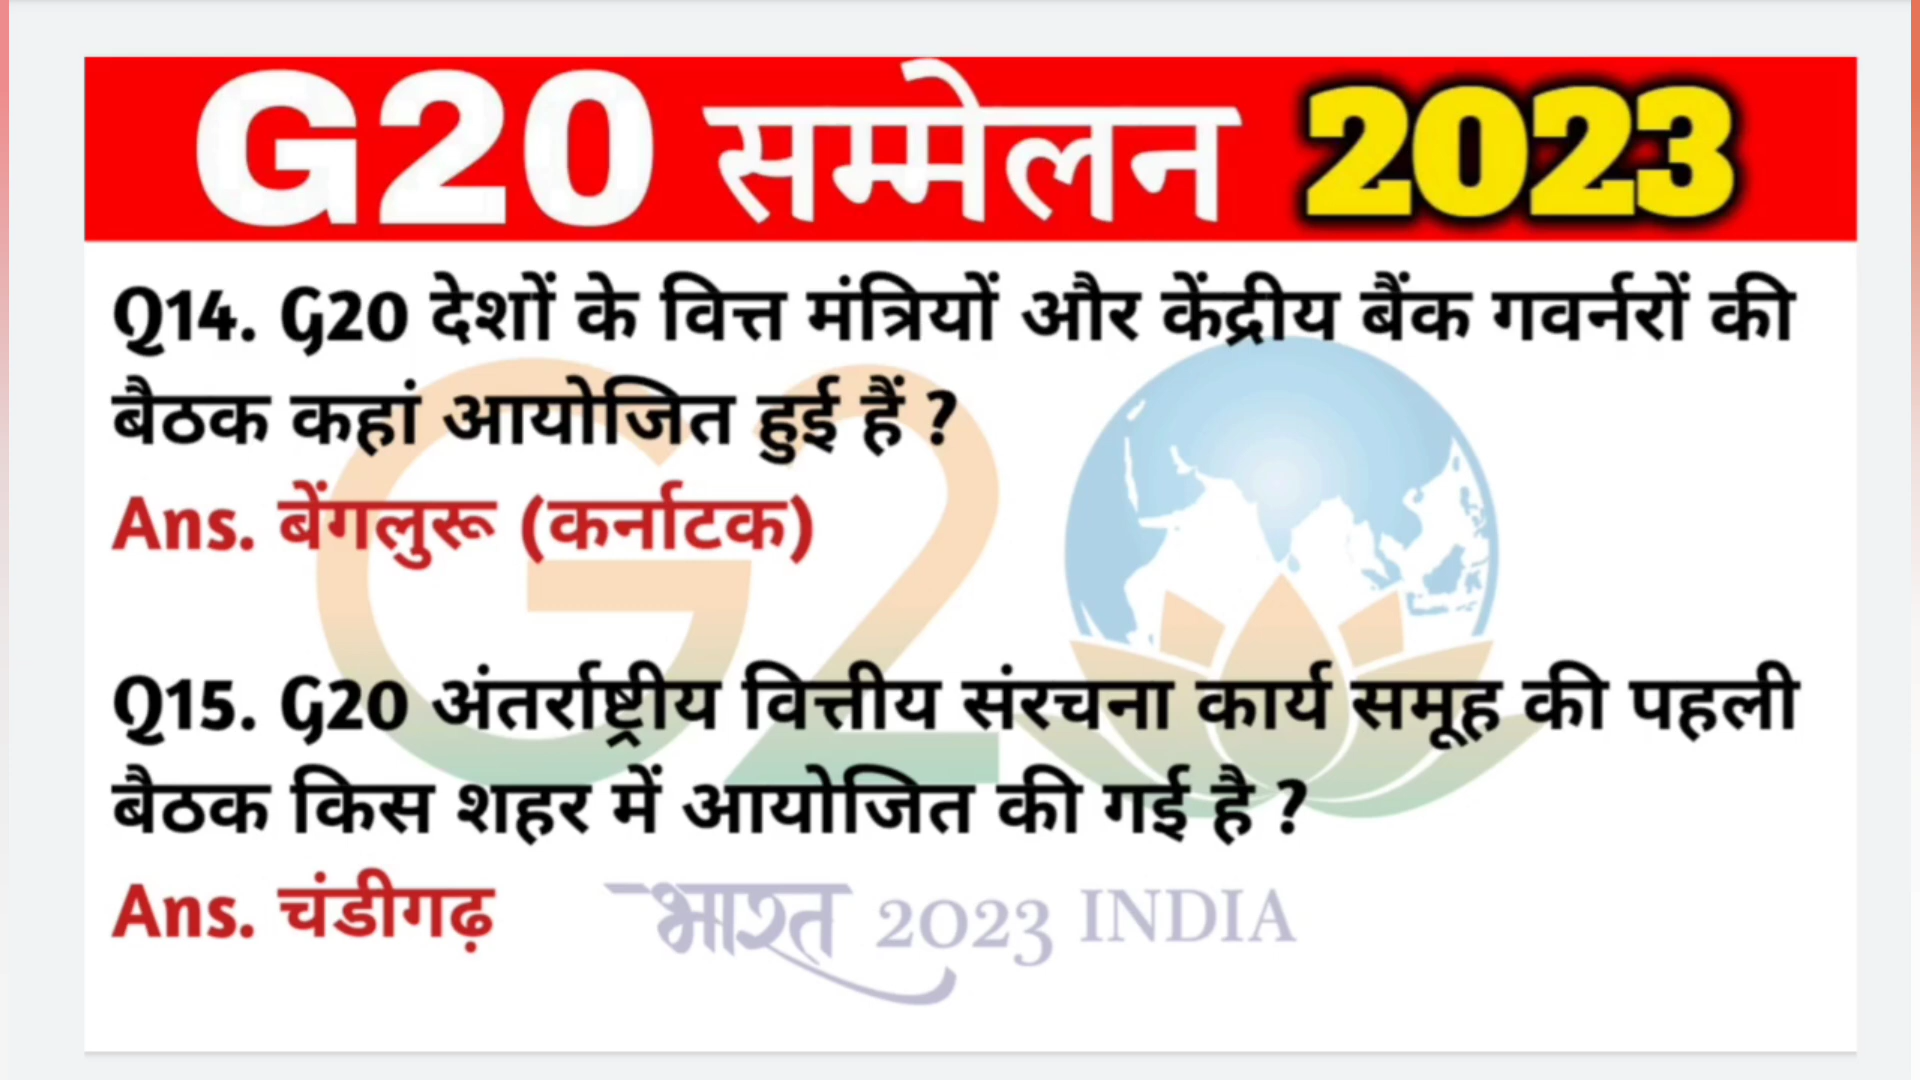 G20 सम्मेलन 2023
Q14. G20 देशों के वित्त मंत्रियों और केंद्रीय बैंक गवर्नरों की
बैठक कहां आयोजित हुई हैं ?
Ans. बेंगलुरू (कर्नाटक)
Q15. G20 अंतर्राष्ट्रीय वित्तीय संरचना कार्य समूह की पहली
बैठक किस शहर में आयोजित की गई है ?
Ans. चंडीगढ़
G20
भारत 2023 INDIA